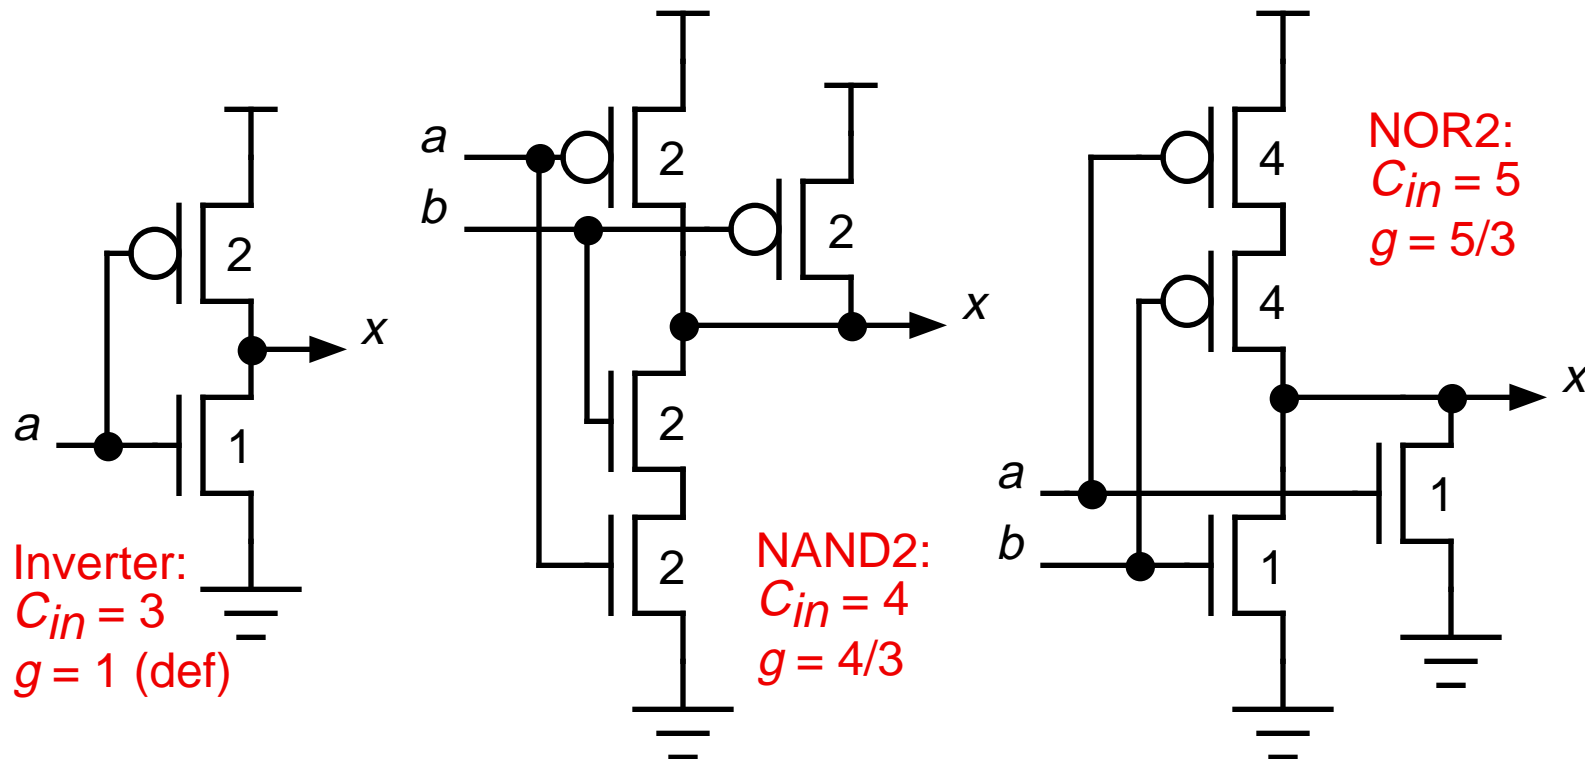 a
2
1
x
Inverter:
Cin = 3
g = 1 (def)
a
b
2
2
x
2
2
NAND2:
Cin = 4
g = 4/3
4
4
NOR2:
Cin = 5
g = 5/3
x
a
b
1
1